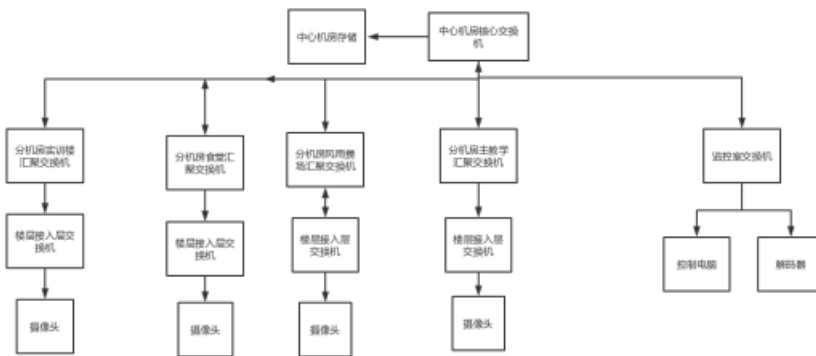 中心机房存储
中心机房核心交换
机
分机房实训楼
汇聚交换机
分机房食堂汇
聚交换机
分机房风雨操
场汇聚交换机
分机房主教学
汇聚交换机
监控室交换机
楼层接入层交
换机
楼层接入层交
换机
楼层接入层
交换机
楼层接入层
交换机
控制电脑
解码器
摄像头
摄像头
摄像头
摄像头